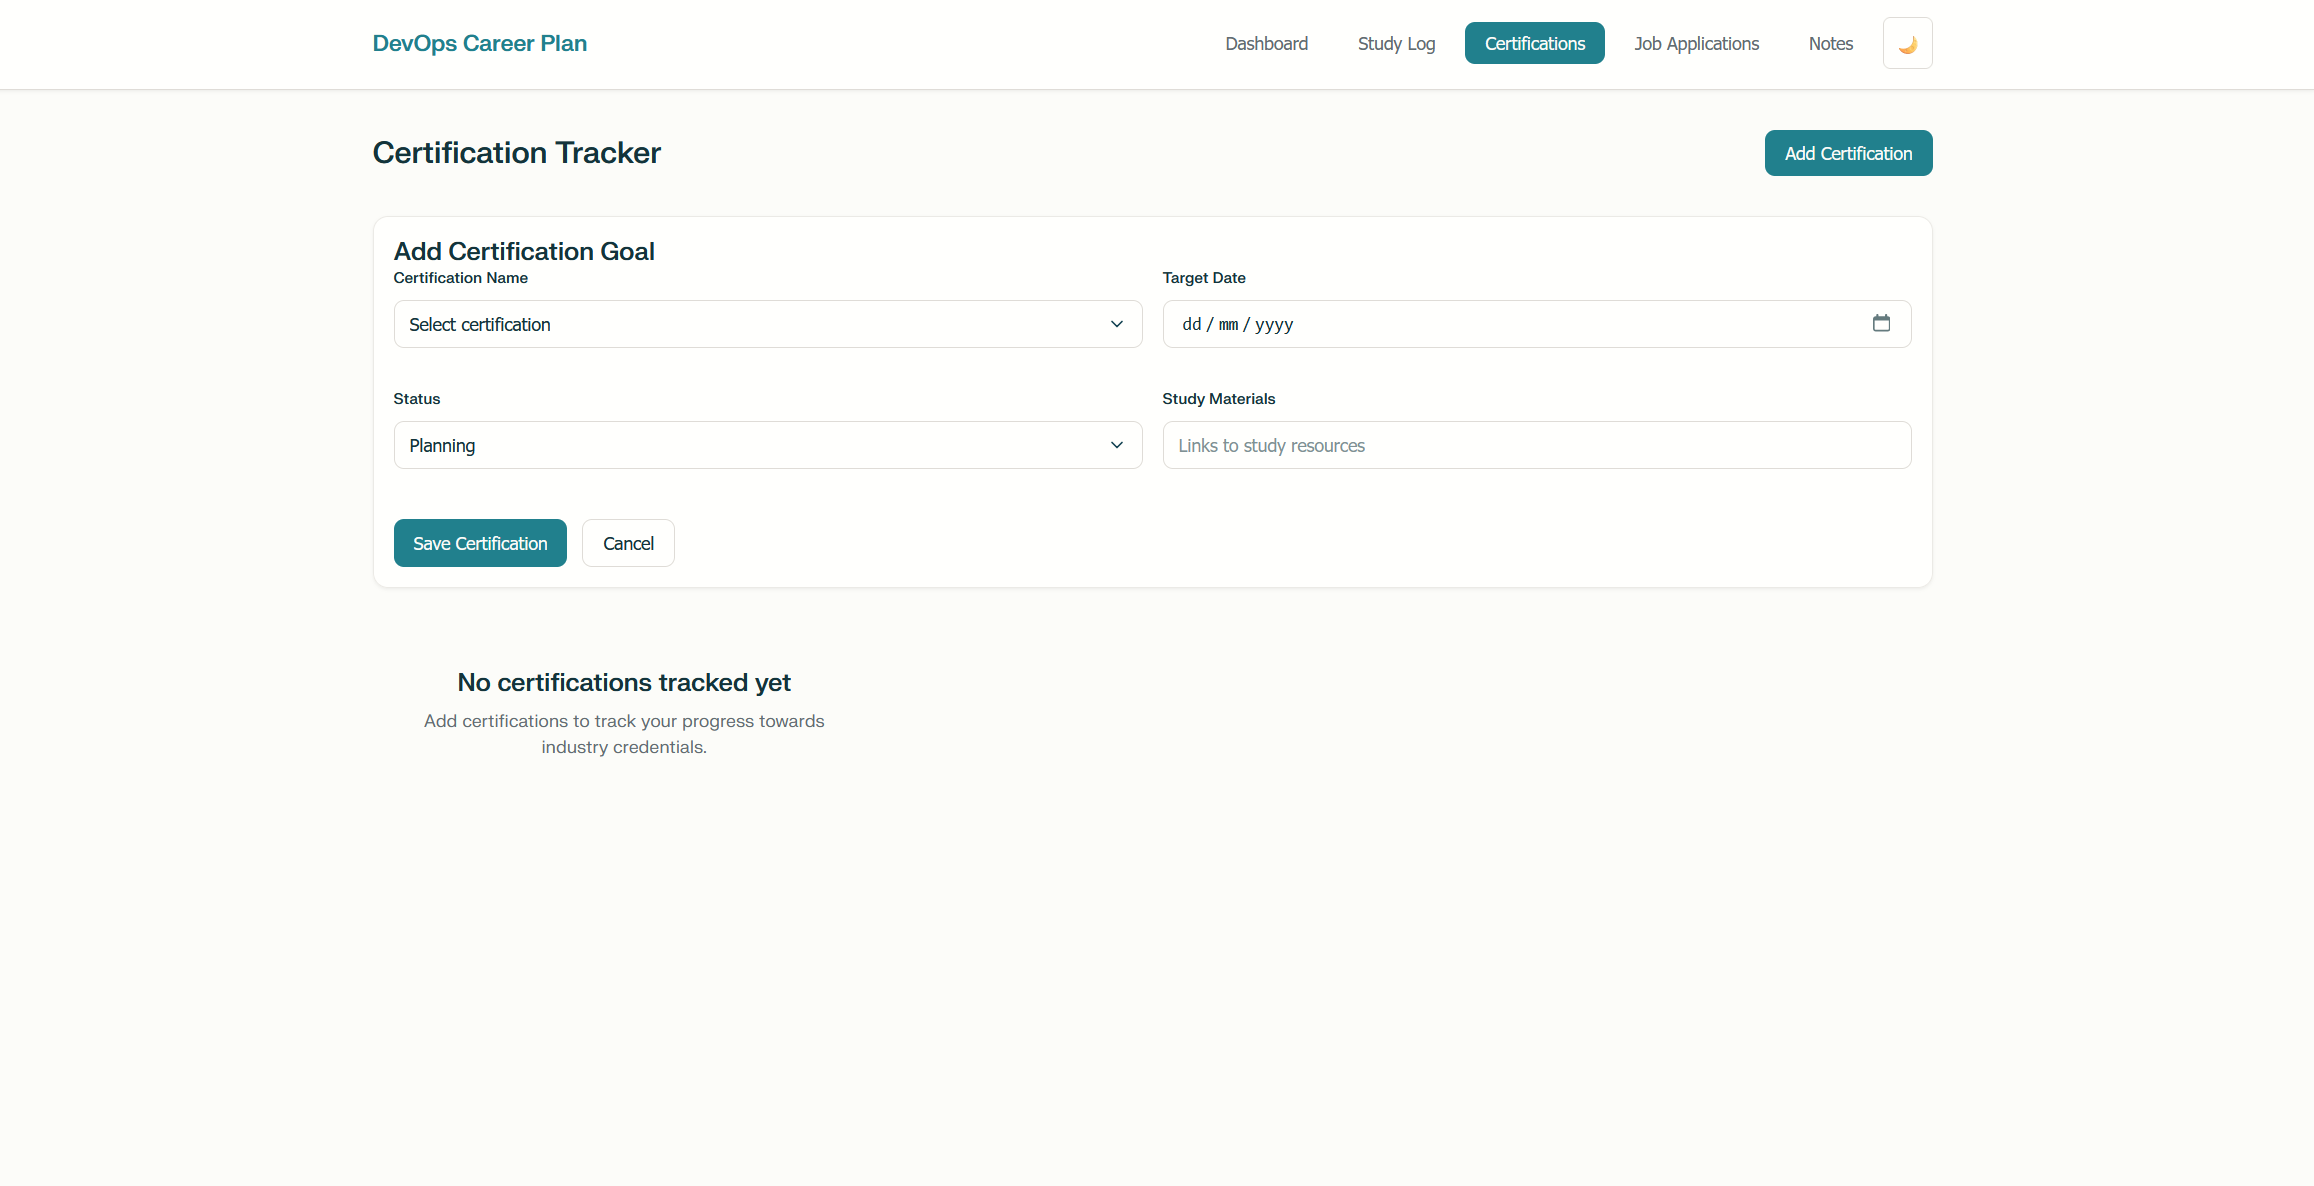 DevOps Career Plan
Dashboard
Study Log
Certifications
Job Applications
Notes
Certification Tracker
Add Certification
Add Certification Goal
Certification Name
Target Date
Select certification
dd / mm / yyyy
Status
Study Materials
Planning
Links to study resources
Save Certification
Cancel
No certifications tracked yet
Add certifications to track your progress towards
industry credentials.